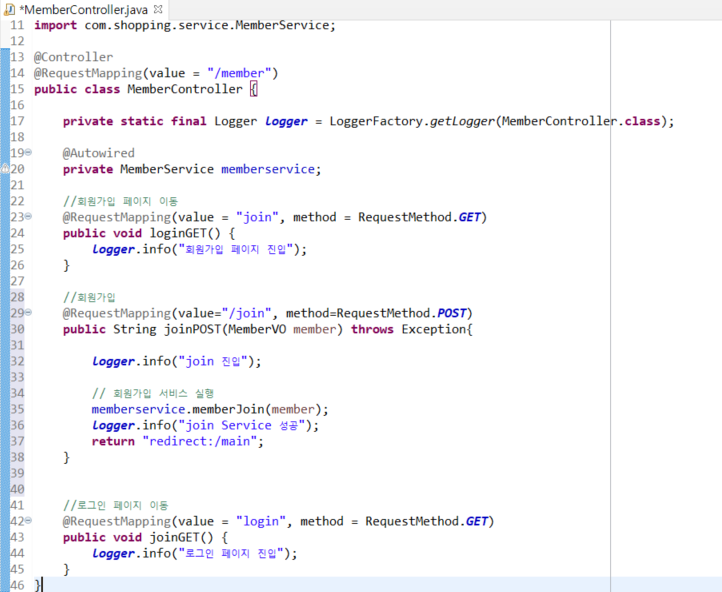 *MemberController.java
11 import com.shopping.service.MemberService;
12
13 @Controller
14 @RequestMapping(value = "/member")
15 public class MemberController {
16
17     private static final Logger logger = LoggerFactory.getLogger(MemberController.class);
18
19     @Autowired
20     private MemberService memberservice;
21
22     //회원가입 페이지 이동
23     @RequestMapping(value = "join", method = RequestMethod.GET)
24     public void loginGET() {
25         logger.info("회원가입 페이지 진입");
26     }
27
28     //회원가입
29     @RequestMapping(value="/join", method=RequestMethod.POST)
30     public String joinPOST(MemberVO member) throws Exception{
31
32         logger.info("join 진입");
33
34         // 회원가입 서비스 실행
35         memberservice.memberJoin(member);
36         logger.info("join Service 성공");
37         return "redirect:/main";
38     }
39
40
41     //로그인 페이지 이동
42     @RequestMapping(value = "login", method = RequestMethod.GET)
43     public void joinGET() {
44         logger.info("로그인 페이지 진입");
45     }
46 }